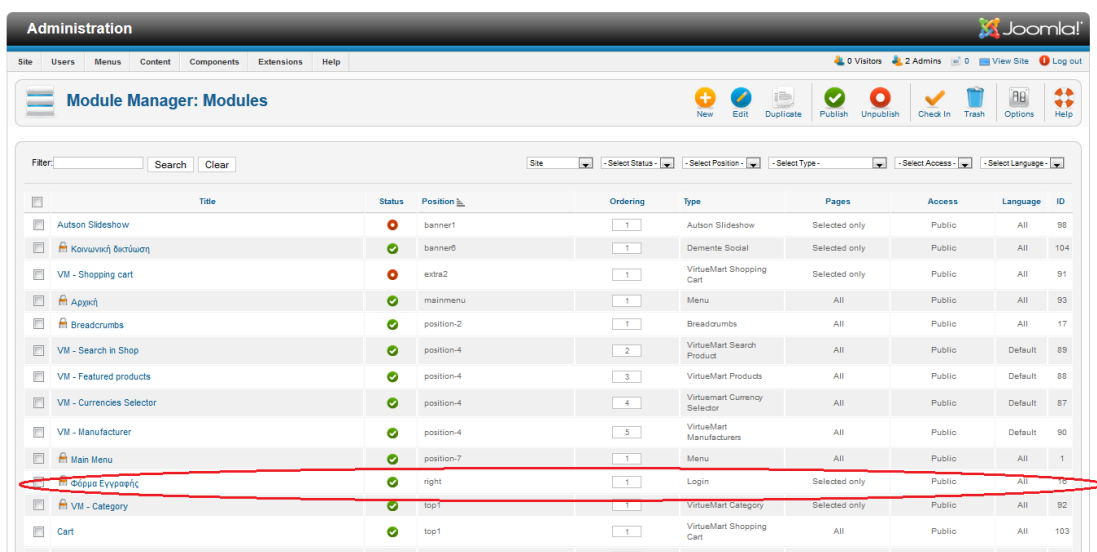 Administration
Joomla!
Site Users Menus Content Components Extensions Help 0 Visitors 2 Admins 0 View Site Log out
Module Manager: Modules
New Edit Duplicate Publish Unpublish Check In Trash Options Help
Filter: Search Clear Site - Select Status - - Select Position - - Select Type - - Select Access - - Select Language -
Title Status Position Ordering Type Pages Access Language ID
Autson Slideshow banner1 1 Autson Slideshow Selected only Public All 98
Κοινωνική δικτύωση banner6 1 Demente Social Selected only Public All 104
VM - Shopping cart extra2 1 VirtueMart Shopping Cart Selected only Public All 91
Αρχική mainmenu 1 Menu All Public All 93
Breadcrumbs position-2 1 Breadcrumbs All Public All 17
VM - Search in Shop position-4 2 VirtueMart Search Product All Public Default 89
VM - Featured products position-4 3 VirtueMart Products All Public Default 88
VM - Currencies Selector position-4 4 Virtuemart Currency Selector All Public Default 87
VM - Manufacturer position-4 5 VirtueMart Manufacturers All Public Default 90
Main Menu position-7 1 Menu All Public All 1
Φόρμα Εγγραφής right 1 Login Selected only Public All 16
VM - Category top1 1 VirtueMart Category Selected only Public All 92
Cart top1 1 VirtueMart Shopping Cart All Public All 103